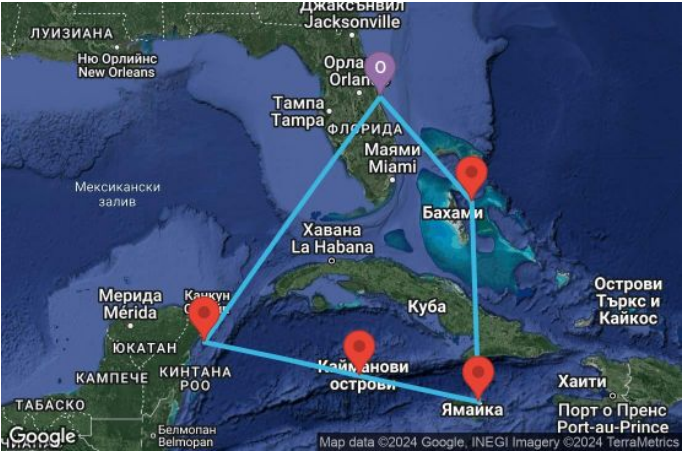 Джаксънвил
Jacksonville
ЛУИЗИАНА
Ню Орлийнс
New Orleans
Орла
Orlan
O
Тампа
Tampa
ФЛОРИДА
Маями
Miami
Мексикански
залив
Бахами
Хавана
La Habana
Острови
Търкс и
Кайкос
Мерида
Mérida
Канкун
Куба
ЮКАТАН
КАМПЕЧЕ
КИНТАНА
РОО
Кайманови
острови
Хаити
ТАБАСКО
Ямайка
Порт о Пренс
Port-au-Prince
Белмопан
Belmopan
Google
Map data ©2024 Google, INEGI Imagery ©2024 TerraMetrics